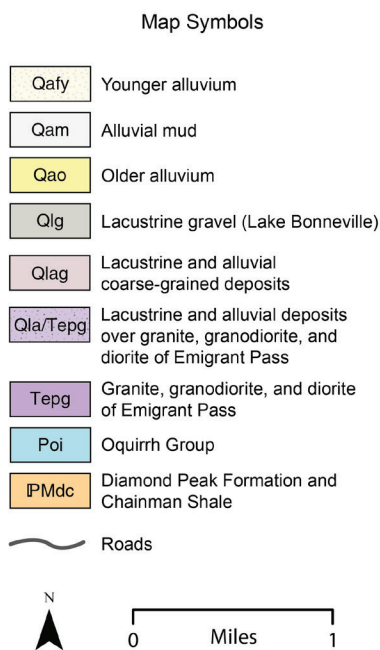 Map Symbols
Qafy Younger alluvium
Qam Alluvial mud
Qao Older alluvium
Qlg Lacustrine gravel (Lake Bonneville)
Qlag Lacustrine and alluvial
coarse-grained deposits
Qla/Tepg Lacustrine and alluvial deposits
over granite, granodiorite, and
diorite of Emigrant Pass
Tepg Granite, granodiorite, and diorite
of Emigrant Pass
Poi Oquirrh Group
ⅠPMdc Diamond Peak Formation and
Chainman Shale
Roads
N
0 Miles 1